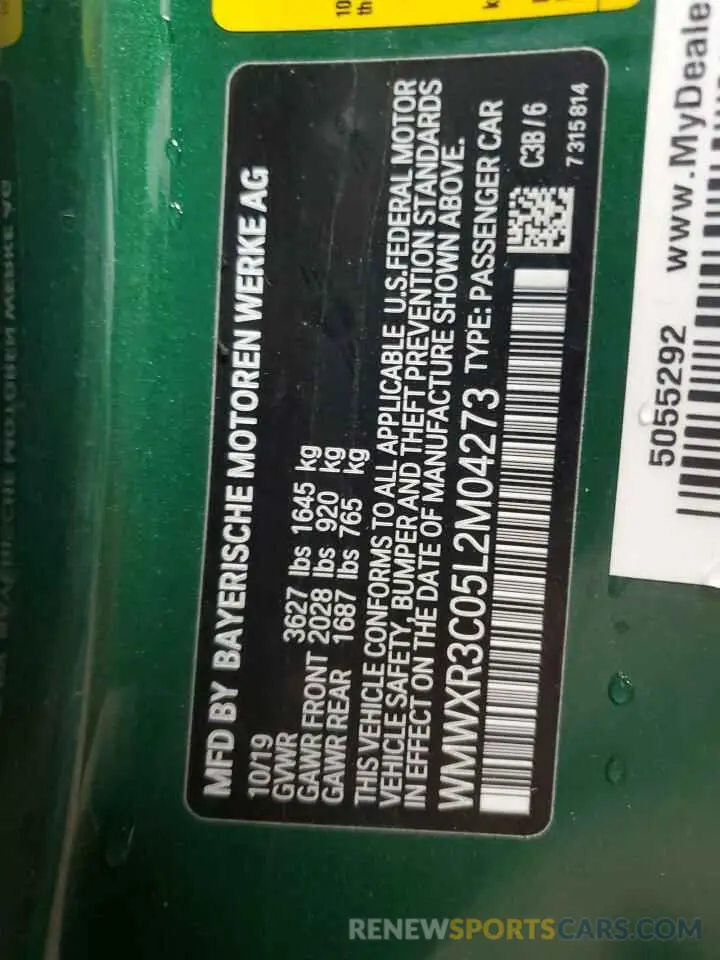 MFD BY BAYERISCHE MOTOREN WERKE AG
10/19
GVWR 3627 lbs 1645 kg
GAWR FRONT 2028 lbs 920 kg
GAWR REAR 1687 lbs 765 kg
THIS VEHICLE CONFORMS TO ALL APPLICABLE U.S.FEDERAL MOTOR
VEHICLE SAFETY, BUMPER AND THEFT PREVENTION STANDARDS
IN EFFECT ON THE DATE OF MANUFACTURE SHOWN ABOVE.
WMWXR3C05L2M04273 TYPE: PASSENGER CAR
C3B/6
7315814
5055292 www.MyDeale
RENEWSPORTSCARS.COM